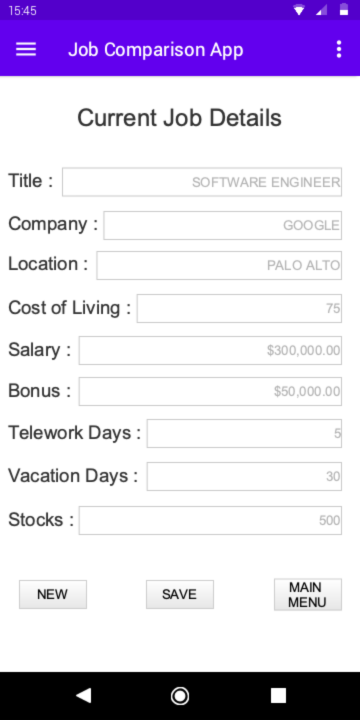 15:45
Job Comparison App
Current Job Details
Title : SOFTWARE ENGINEER
Company : GOOGLE
Location : PALO ALTO
Cost of Living : 75
Salary : $300,000.00
Bonus : $50,000.00
Telework Days : 5
Vacation Days : 30
Stocks : 500
NEW SAVE MAIN MENU